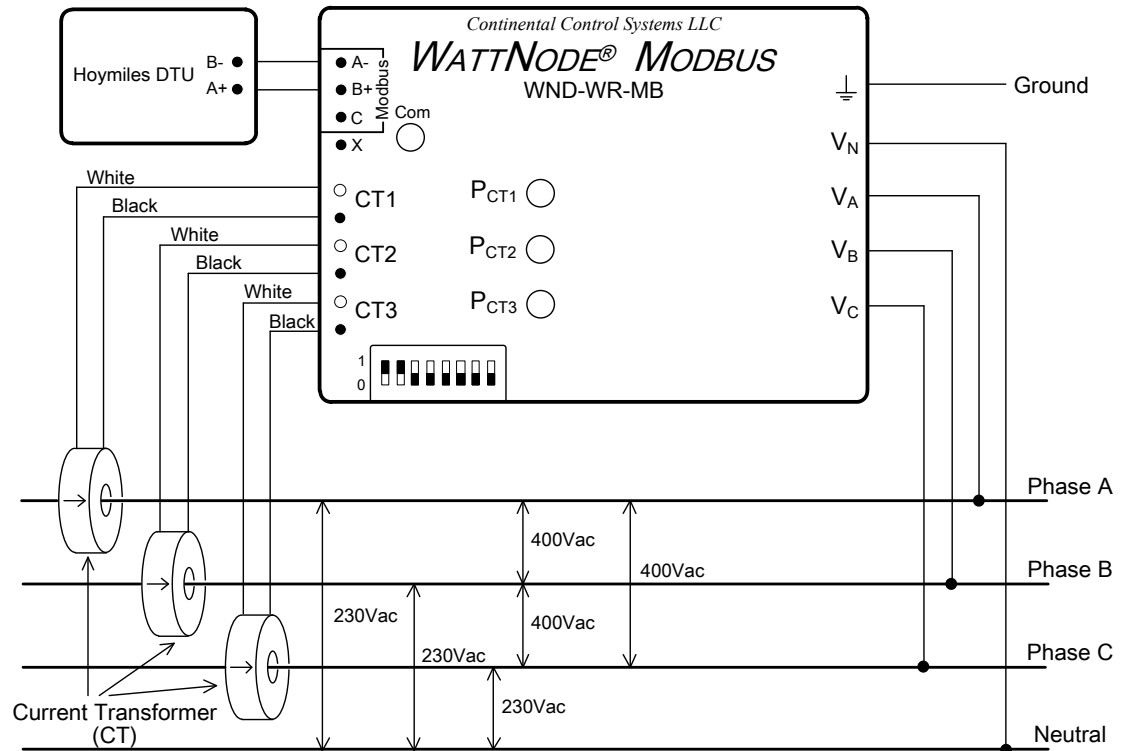 Continental Control Systems LLC
WATTNODE® MODBUS
WND-WR-MB
Hoymiles DTU
B-
A+
A-
B+
C
X
Modbus
Com
Ground
VN
VA
VB
VC
White
Black
White
Black
White
Black
CT1
CT2
CT3
PCT1
PCT2
PCT3
1
0
Phase A
400Vac
400Vac
Phase B
230Vac
400Vac
230Vac
Phase C
230Vac
Current Transformer
(CT)
Neutral